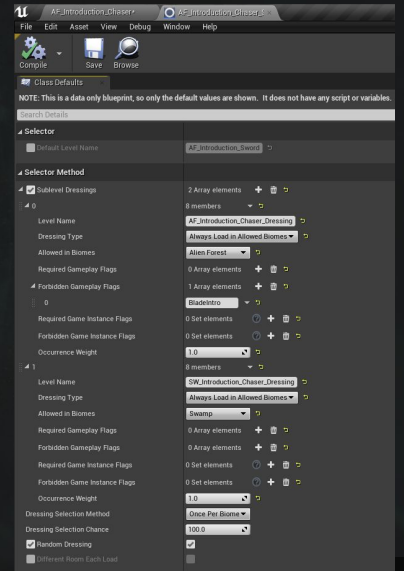 AF_Introduction_Chaser•
AF_Introduction_Chaser_
File Edit Asset View Debug Window Help
Compile Save Browse
Class Defaults
NOTE: This is a data only blueprint, so only the default values are shown. It does not have any script or variables.
Search Details
Selector
Default Level Name AF_Introduction_Sword
Selector Method
Sublevel Dressings 2 Array elements
0 8 members
Level Name AF_Introduction_Chaser_Dressing
Dressing Type Always Load in Allowed Biomes
Allowed in Biomes Alien Forest
Required Gameplay Flags 0 Array elements
Forbidden Gameplay Flags 1 Array elements
0 BladeIntro
Required Game Instance Flags 0 Set elements
Forbidden Game Instance Flags 0 Set elements
Occurrence Weight 1.0
1 8 members
Level Name SW_Introduction_Chaser_Dressing
Dressing Type Always Load in Allowed Biomes
Allowed in Biomes Swamp
Required Gameplay Flags 0 Array elements
Forbidden Gameplay Flags 0 Array elements
Required Game Instance Flags 0 Set elements
Forbidden Game Instance Flags 0 Set elements
Occurrence Weight 1.0
Dressing Selection Method Once Per Biome
Dressing Selection Chance 100.0
Random Dressing
Different Room Each Load